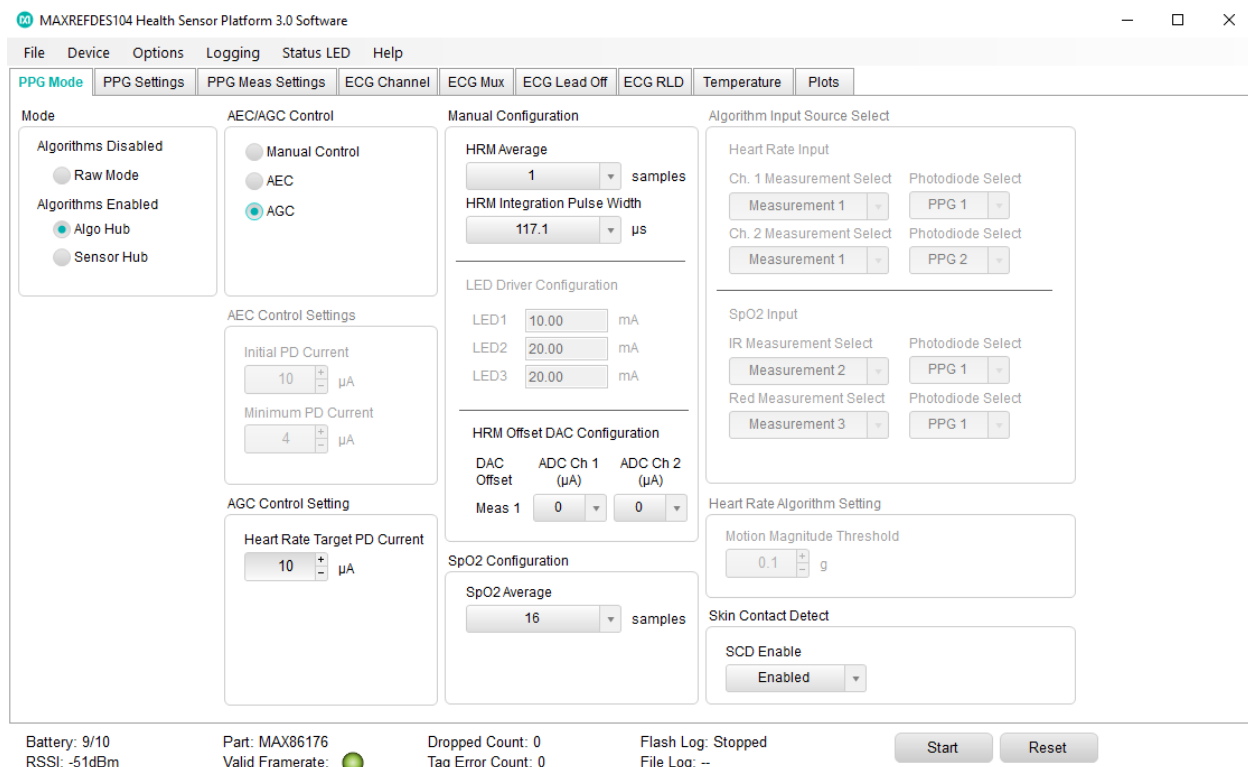 MAXREFDES104 Health Sensor Platform 3.0 Software
File Device Options Logging Status LED Help
PPG Mode PPG Settings PPG Meas Settings ECG Channel ECG Mux ECG Lead Off ECG RLD Temperature Plots
Mode
Algorithms Disabled
Raw Mode
Algorithms Enabled
Algo Hub
Sensor Hub
AEC/AGC Control
Manual Control
AEC
AGC
AEC Control Settings
Initial PD Current
10 + - µA
Minimum PD Current
4 + - µA
AGC Control Setting
Heart Rate Target PD Current
10 + - µA
Manual Configuration
HRM Average
1 samples
HRM Integration Pulse Width
117.1 µs
LED Driver Configuration
LED1 10.00 mA
LED2 20.00 mA
LED3 20.00 mA
HRM Offset DAC Configuration
DAC ADC Ch 1 ADC Ch 2
Offset (µA) (µA)
Meas 1 0 0
SpO2 Configuration
SpO2 Average
16 samples
Algorithm Input Source Select
Heart Rate Input
Ch. 1 Measurement Select Photodiode Select
Measurement 1 PPG 1
Ch. 2 Measurement Select Photodiode Select
Measurement 1 PPG 2
SpO2 Input
IR Measurement Select Photodiode Select
Measurement 2 PPG 1
Red Measurement Select Photodiode Select
Measurement 3 PPG 1
Heart Rate Algorithm Setting
Motion Magnitude Threshold
0.1 + - g
Skin Contact Detect
SCD Enable
Enabled
Battery: 9/10 Part: MAX86176 Dropped Count: 0 Flash Log: Stopped Start Reset
RSSI: -51dBm Valid Framerate: Tag Error Count: 0 File Log: --